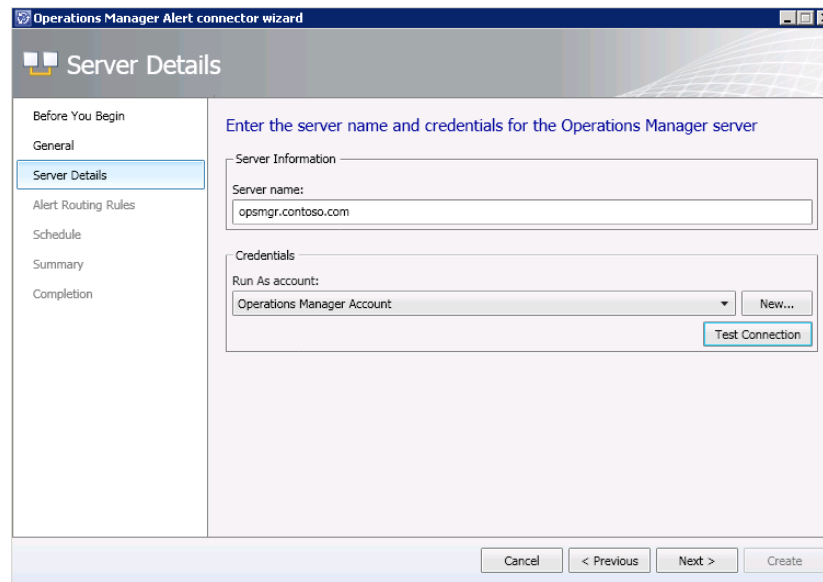 Operations Manager Alert connector wizard
Server Details
Before You Begin
General
Server Details
Alert Routing Rules
Schedule
Summary
Completion
Enter the server name and credentials for the Operations Manager server
Server Information
Server name:
opsmgr.contoso.com
Credentials
Run As account:
Operations Manager Account
New...
Test Connection
Cancel
< Previous
Next >
Create